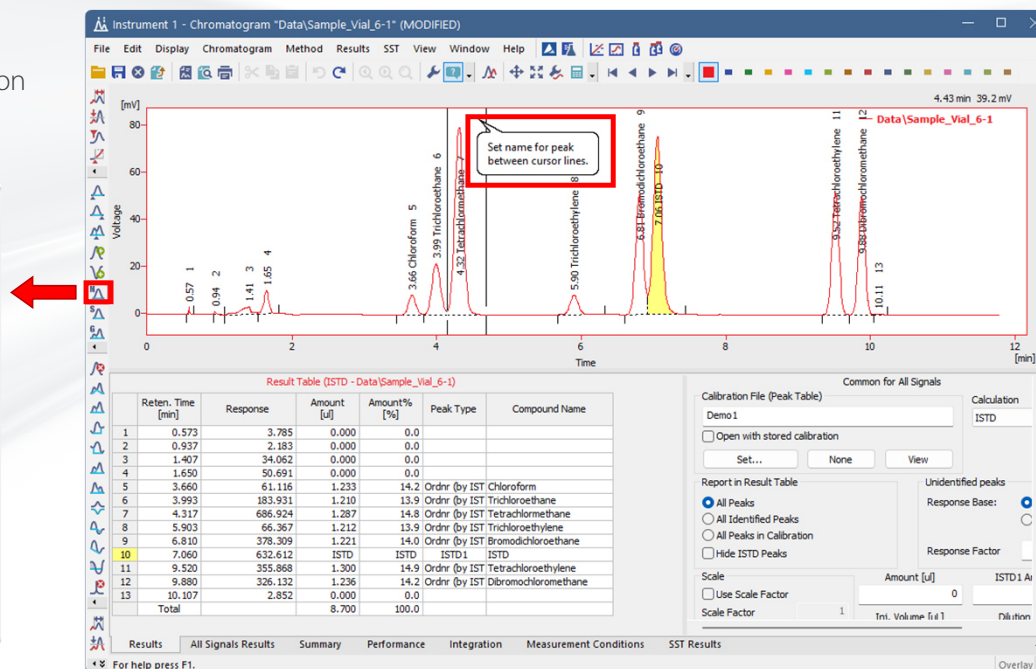 on
Instrument 1 - Chromatogram "Data\Sample_Vial_6-1" (MODIFIED)
File Edit Display Chromatogram Method Results SST View Window Help
4.43 min 39.2 mV
[mV]
Data\Sample_Vial_6-1
Set name for peak
between cursor lines.
80
60
40
20
0
Voltage
0.57 1
0.94 2
1.41 3
1.65 4
3.66 Chloroform 5
3.99 Trichloroethane 6
4.32 Tetrachlormethane 7
5.90 Trichloroethylene 8
6.81 Bromodichloroethane 9
7.06 ISTD 10
9.52 Tetrachloroethylene 11
9.88 Dibromochloromethane 12
10.11 13
0 2 4 6 8 10 12
Time
[min]
Result Table (ISTD - Data\Sample_Vial_6-1)
Reten. Time [min] Response Amount [ul] Amount% [%] Peak Type Compound Name
1 0.573 3.785 0.000 0.0
2 0.937 2.183 0.000 0.0
3 1.407 34.062 0.000 0.0
4 1.650 50.691 0.000 0.0
5 3.660 61.116 1.233 14.2 Ordnr (by IST Chloroform
6 3.993 183.931 1.210 13.9 Ordnr (by IST Trichloroethane
7 4.317 686.924 1.287 14.8 Ordnr (by IST Tetrachlormethane
8 5.903 66.367 1.212 13.9 Ordnr (by IST Trichloroethylene
9 6.810 378.309 1.221 14.0 Ordnr (by IST Bromodichloroethane
10 7.060 632.612 ISTD ISTD ISTD1 ISTD
11 9.520 355.868 1.300 14.9 Ordnr (by IST Tetrachloroethylene
12 9.880 326.132 1.236 14.2 Ordnr (by IST Dibromochloromethane
13 10.107 2.852 0.000 0.0
Total 8.700 100.0
Common for All Signals
Calibration File (Peak Table)
Calculation
Demo1
ISTD
Open with stored calibration
Set... None View
Report in Result Table
Unidentified peaks
All Peaks
Response Base:
All Identified Peaks
All Peaks in Calibration
Hide ISTD Peaks
Response Factor
Scale
Amount [ul]
ISTD1 A
Use Scale Factor
0
Scale Factor 1
Inj. Volume [ul]
Dilution
Results All Signals Results Summary Performance Integration Measurement Conditions SST Results
For help press F1.
Overlay